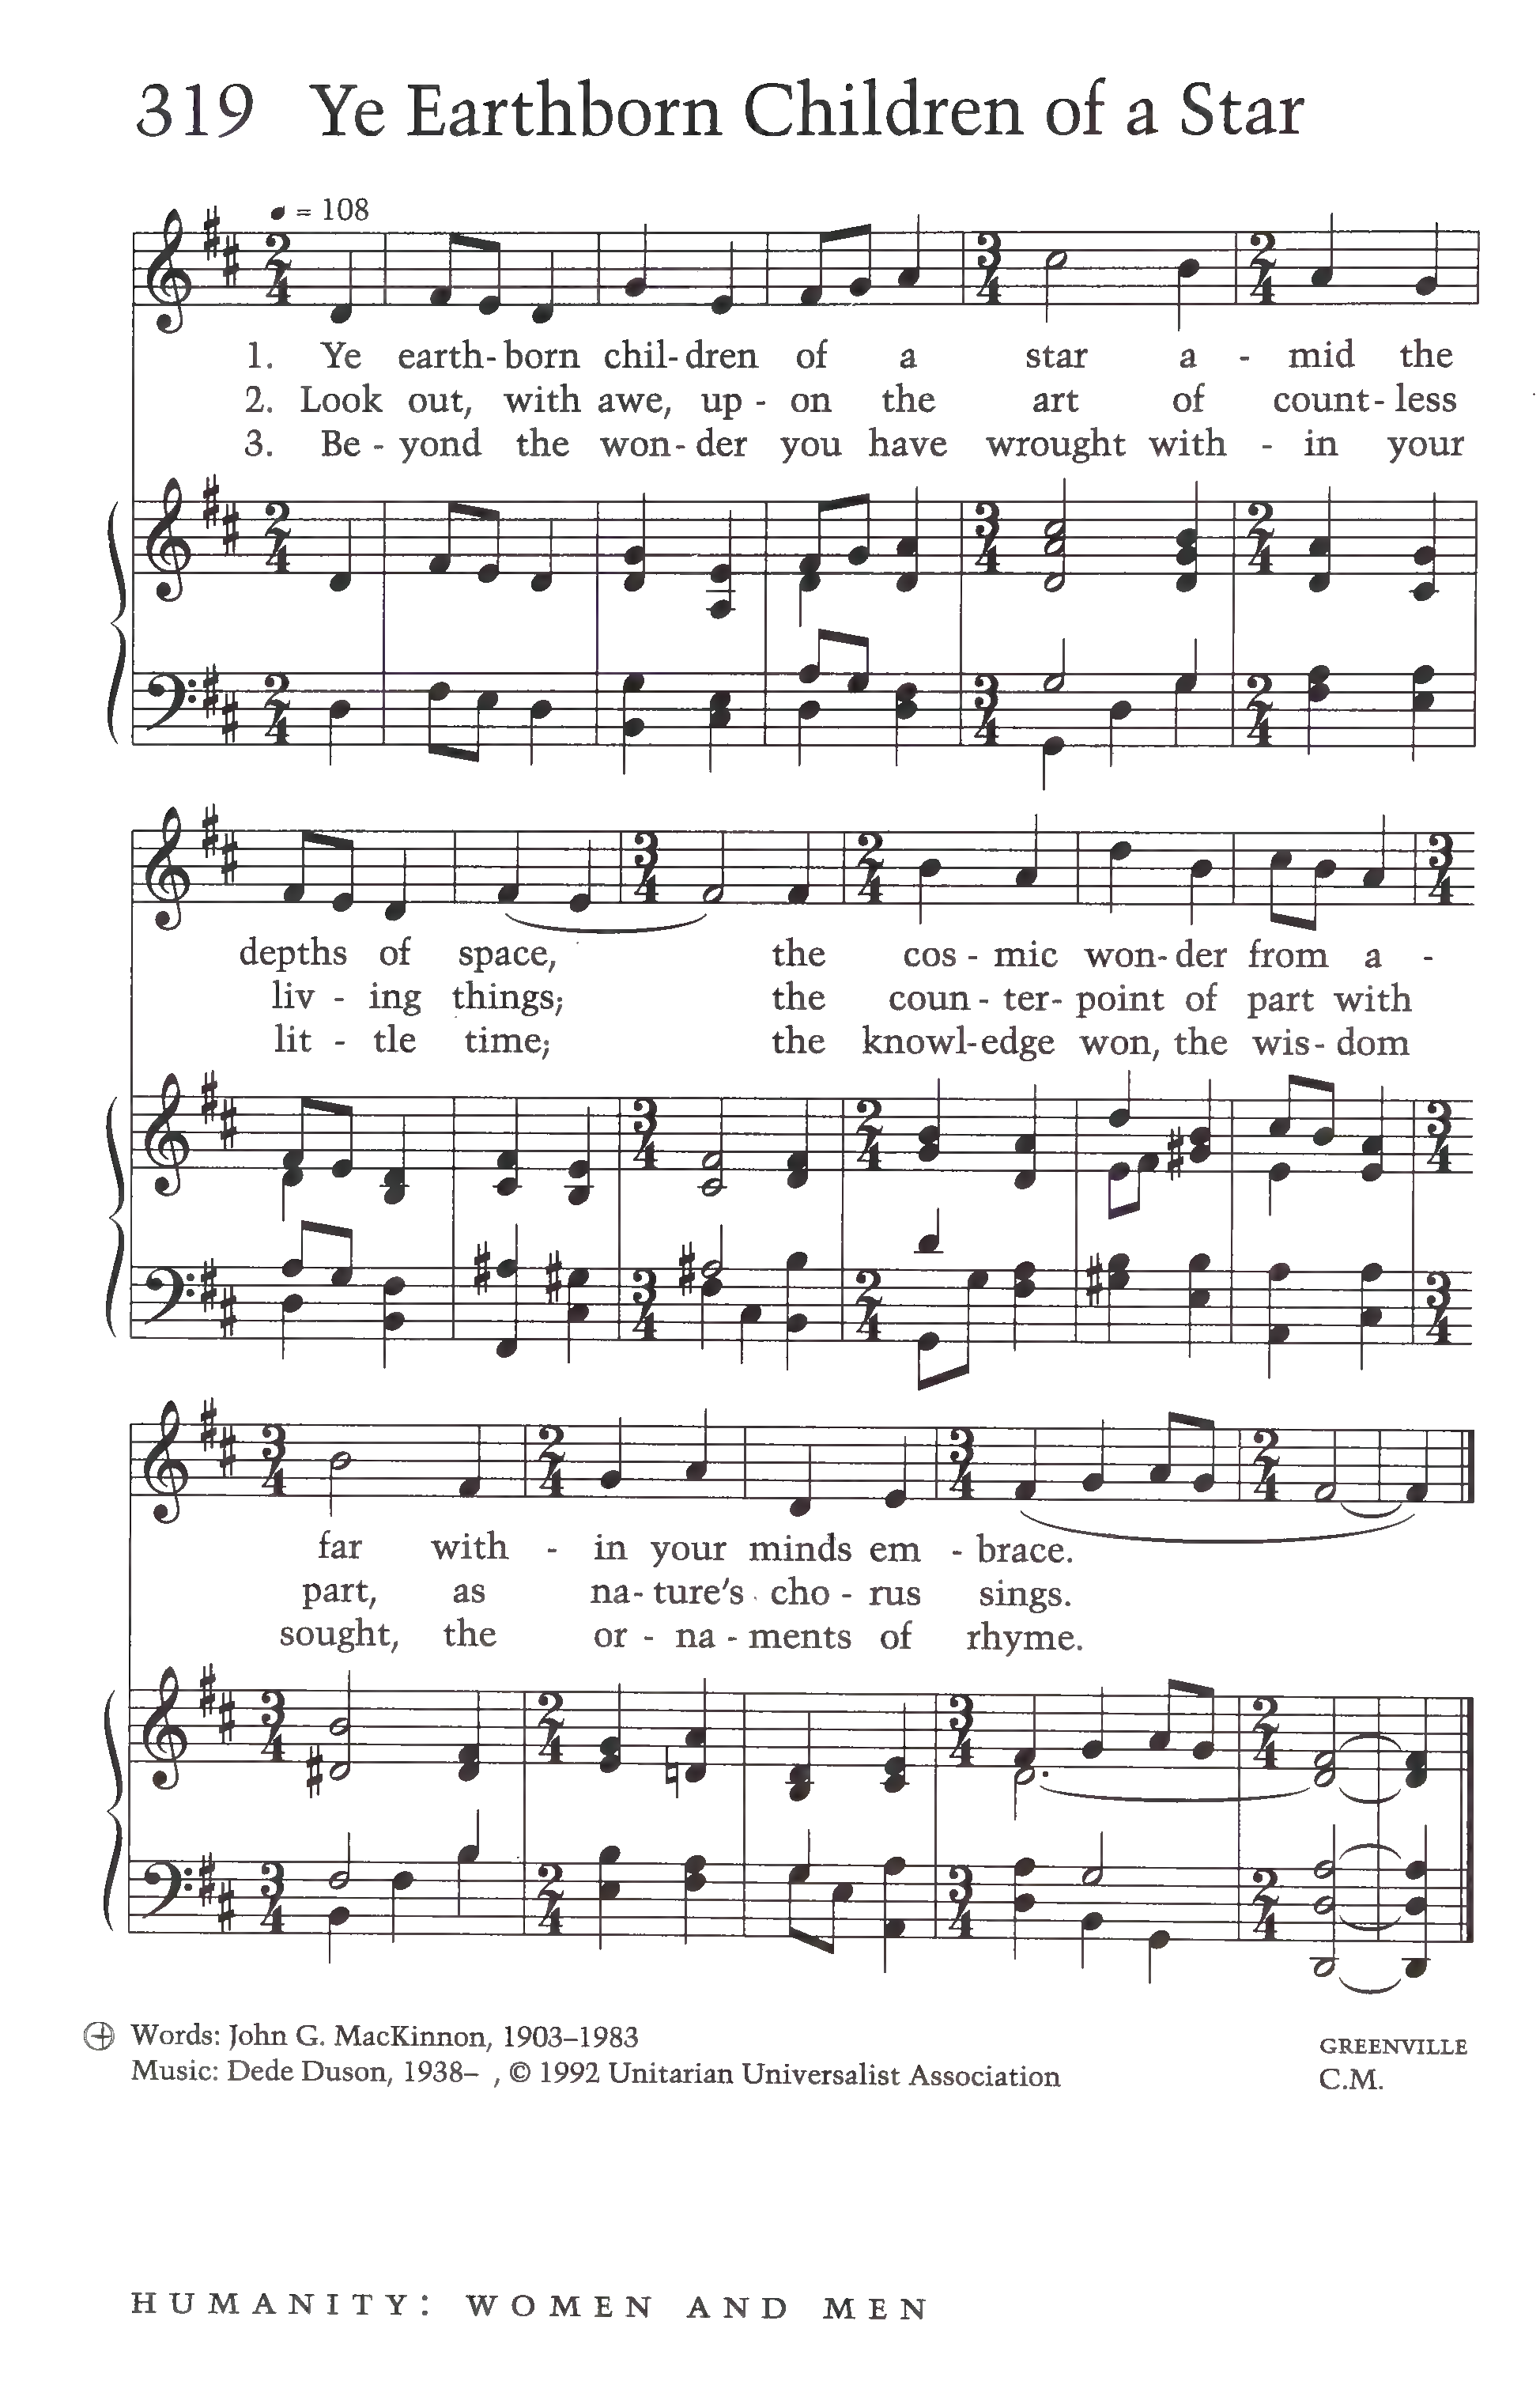 319 Ye Earthborn Children of a Star
= 108
1. Ye earth- born chil- dren of a star a - mid the
2. Look out, with awe, up - on the art of count- less
3. Be - yond the won- der you have wrought with - in your
depths of space, the cos - mic won- der from a -
liv - ing things; the coun - ter- point of part with
lit - tle time; the knowl-edge won, the wis- dom
far with - in your minds em - brace.
part, as na- ture's cho - rus sings.
sought, the or - na - ments of rhyme.
Words: John G. MacKinnon, 1903–1983
Music: Dede Duson, 1938– , © 1992 Unitarian Universalist Association
GREENVILLE
C.M.
HUMANITY: WOMEN AND MEN